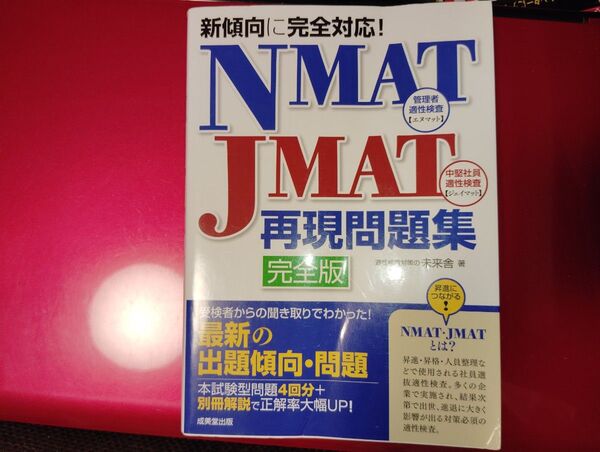 新傾向に完全対応!
NMAT
管理者
適性検査
【エヌマット】
JMAT
中堅社員
適性検査
【ジェイマット】
再現問題集
完全版
適性検査対策の 未来舎 著
受検者からの聞き取りでわかった!
最新の
出題傾向・問題
本試験型問題4回分+
別冊解説で正解率大幅UP!
成美堂出版
昇進に
つながる
!
NMAT・JMAT
とは?
昇進・昇格・人員整理な
どで使用される社員選
抜適性検査。多くの企
業で実施され、結果次
第で出世、進退に大きく
影響が出る対策必須の
適性検査。